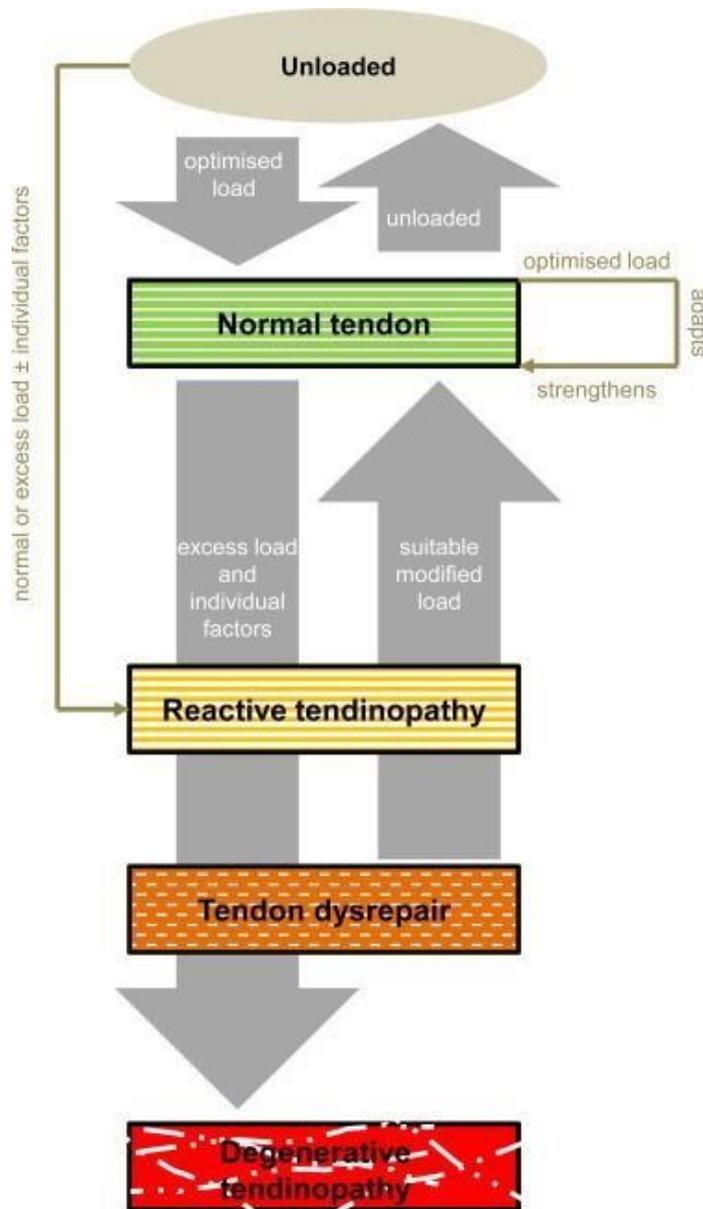 Unloaded
optimised
load
unloaded
normal or excess load ± individual factors
Normal tendon
optimised load
adapts
strengthens
excess load
and
individual
factors
suitable
modified
load
Reactive tendinopathy
Tendon dysrepair
Degenerative
tendinopathy